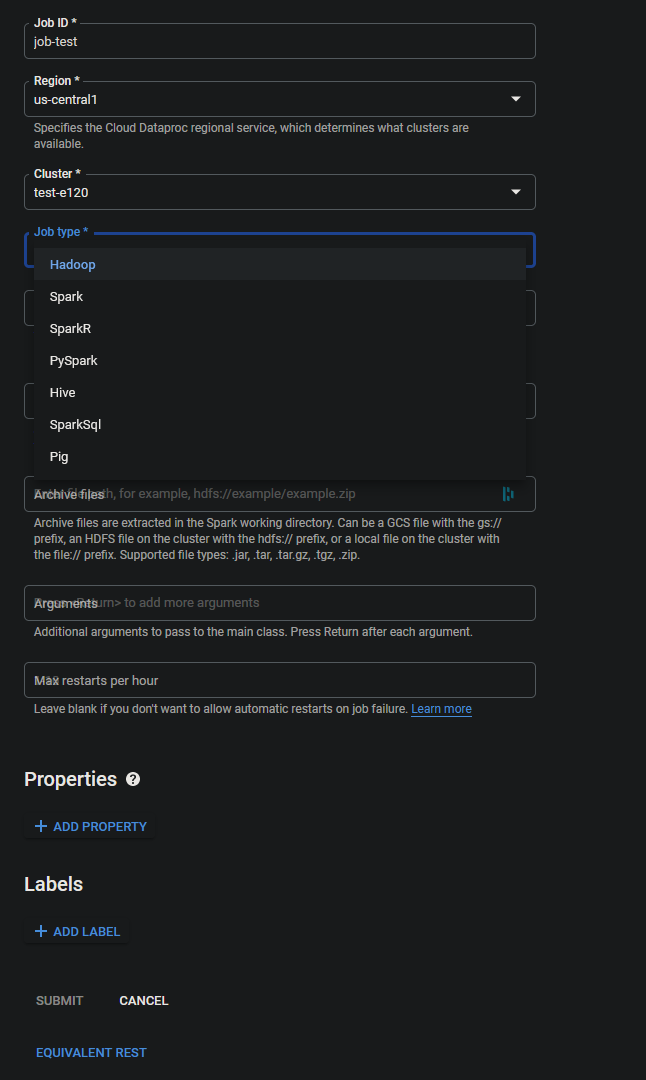 Job ID *
job-test
Region *
us-central1
Specifies the Cloud Dataproc regional service, which determines what clusters are
available.
Cluster *
test-e120
Job type *
Hadoop
Spark
SparkR
PySpark
Hive
SparkSql
Pig
Archive files
path, for example, hdfs://example/example.zip
Archive files are extracted in the Spark working directory. Can be a GCS file with the gs://
prefix, an HDFS file on the cluster with the hdfs:// prefix, or a local file on the cluster with
the file:// prefix. Supported file types: .jar, .tar, .tar.gz, .tgz, .zip.
Arguments
<Return> to add more arguments
Additional arguments to pass to the main class. Press Return after each argument.
Max restarts per hour
Leave blank if you don't want to allow automatic restarts on job failure. Learn more
Properties ?
+ ADD PROPERTY
Labels
+ ADD LABEL
SUBMIT CANCEL
EQUIVALENT REST